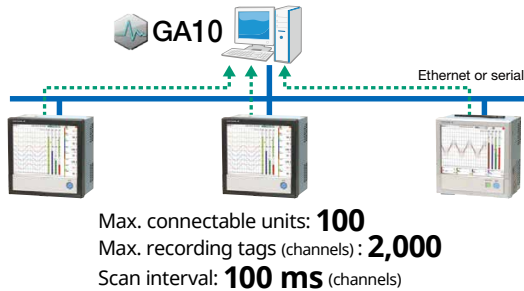 GA10
Ethernet or serial
Max. connectable units: 100
Max. recording tags (channels) : 2,000
Scan interval: 100 ms (channels)